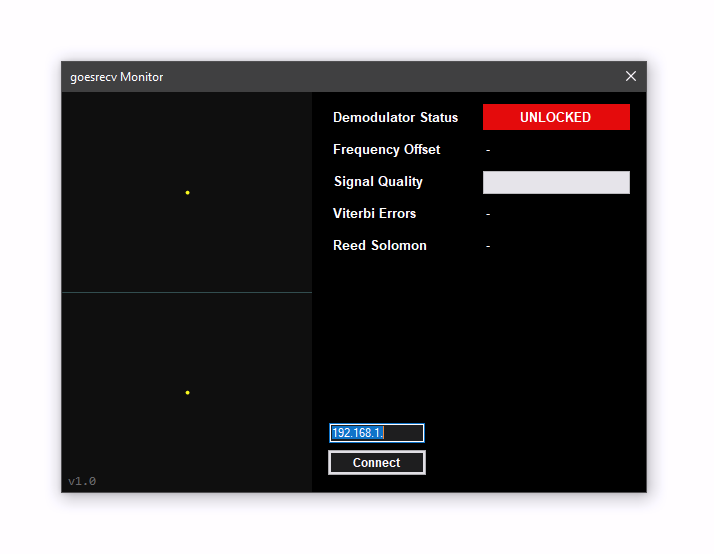 goesrecv Monitor
Demodulator Status UNLOCKED
Frequency Offset -
Signal Quality
Viterbi Errors -
Reed Solomon -
192.168.1.
Connect
v1.0